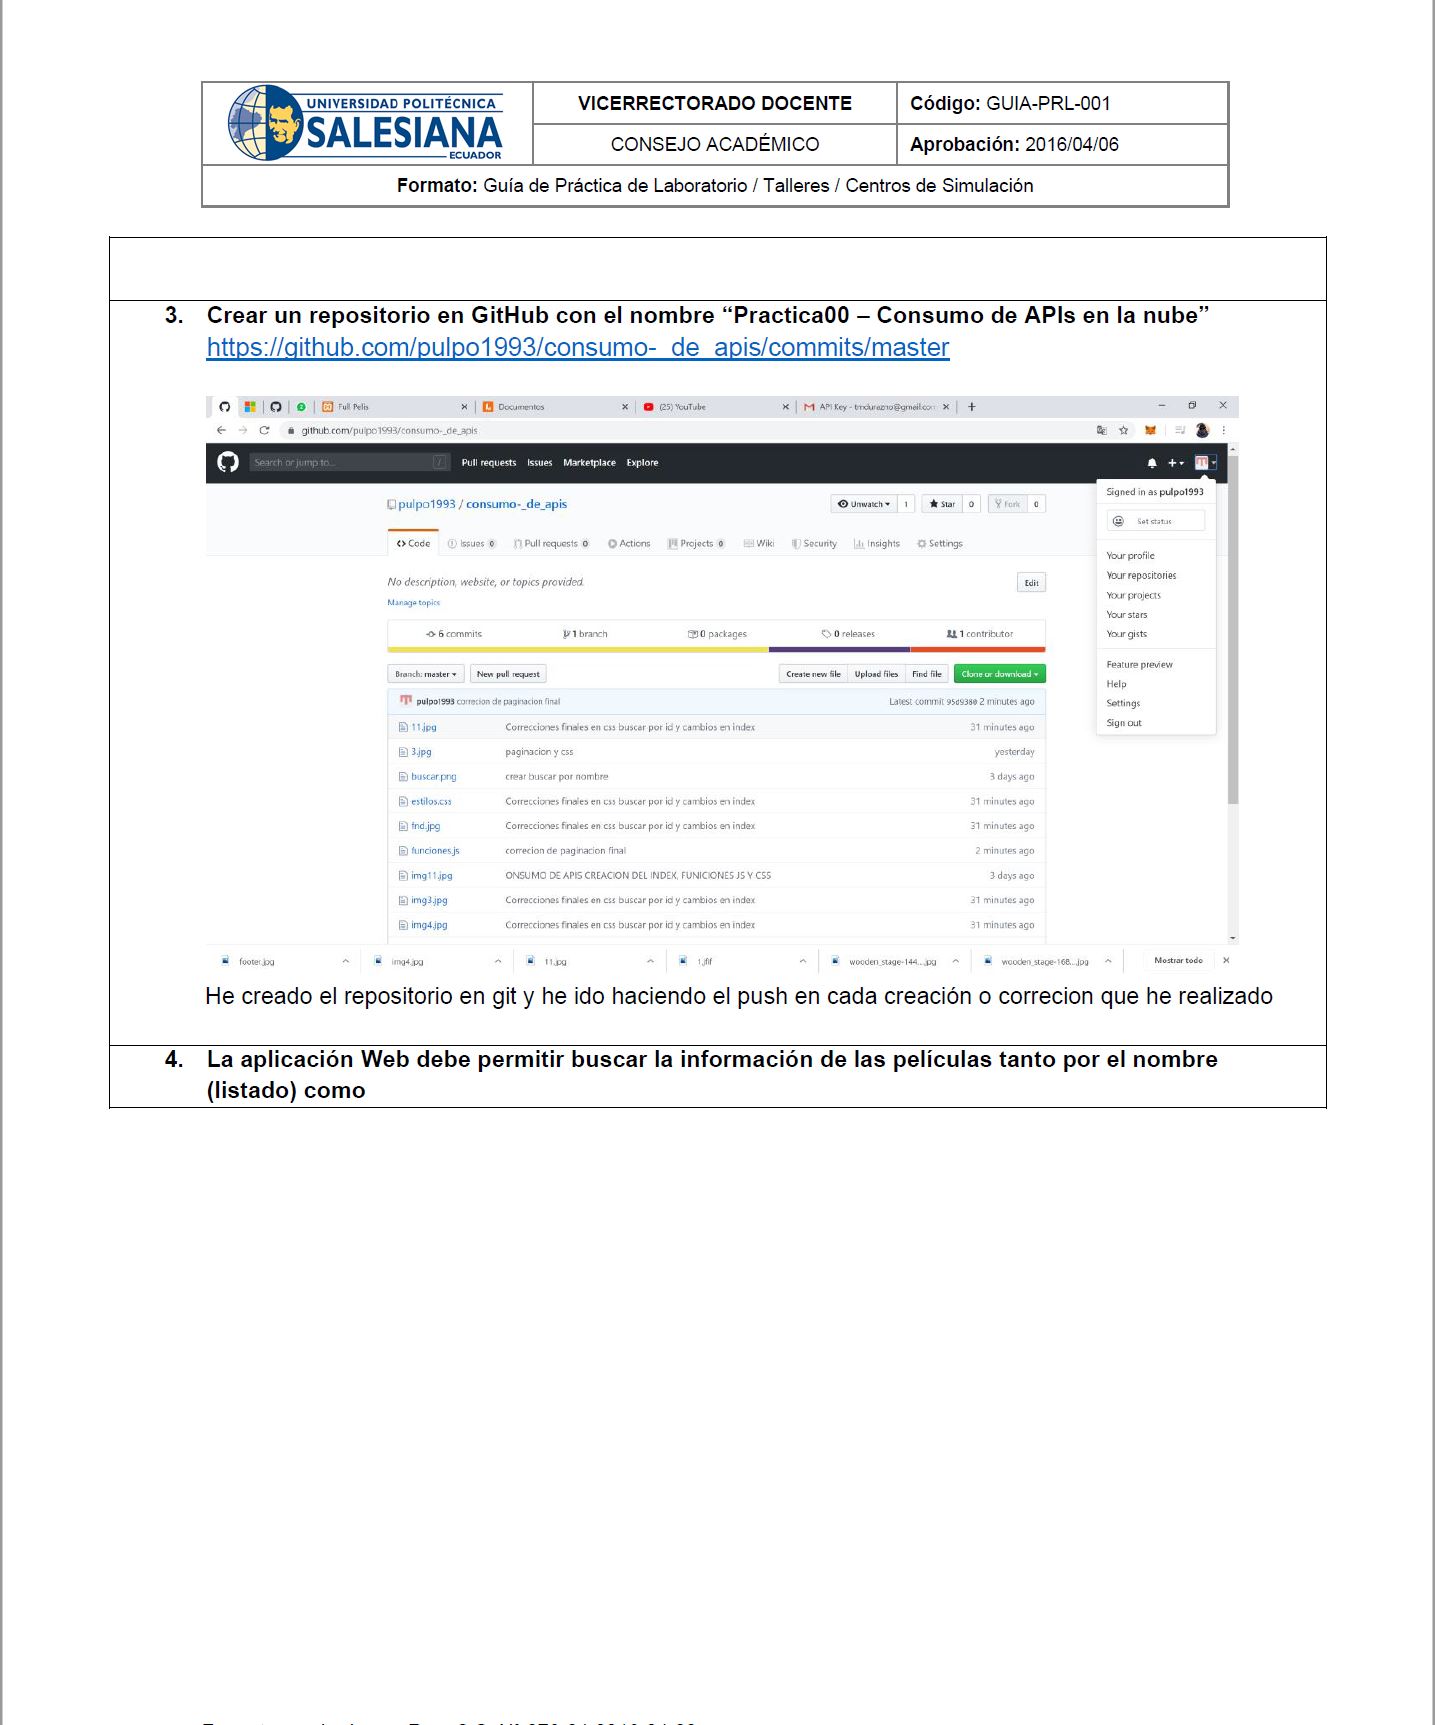 UNIVERSIDAD POLITÉCNICA
SALESIANA
ECUADOR
VICERRECTORADO DOCENTE
Código: GUIA-PRL-001
CONSEJO ACADÉMICO
Aprobación: 2016/04/06
Formato: Guía de Práctica de Laboratorio / Talleres / Centros de Simulación
3. Crear un repositorio en GitHub con el nombre “Practica00 – Consumo de APIs en la nube”
https://github.com/pulpo1993/consumo-_de_apis/commits/master
Full Pelis
Documentos
(25) YouTube
API Key - tmdurazno@gmail.com
github.com/pulpo1993/consumo-_de_apis
Search or jump to...
/
Pull requests Issues Marketplace Explore
Signed in as pulpo1993
Set status
Your profile
Your repositories
Your projects
Your stars
Your gists
Feature preview
Help
Settings
Sign out
pulpo1993 / consumo-_de_apis
Unwatch 1 Star 0 Fork 0
Code Issues 0 Pull requests 0 Actions Projects 0 Wiki Security Insights Settings
No description, website, or topics provided.
Edit
Manage topics
6 commits 1 branch 0 packages 0 releases 1 contributor
Branch: master New pull request Create new file Upload files Find file Clone or download
pulpo1993 correcion de paginacion final Latest commit 95d9380 2 minutes ago
11.jpg Correcciones finales en css buscar por id y cambios en index 31 minutes ago
3.jpg paginacion y css yesterday
buscar.png crear buscar por nombre 3 days ago
estilos.css Correcciones finales en css buscar por id y cambios en index 31 minutes ago
fnd.jpg Correcciones finales en css buscar por id y cambios en index 31 minutes ago
funciones.js correcion de paginacion final 2 minutes ago
img11.jpg ONSUMO DE APIS CREACION DEL INDEX, FUNICIONES JS Y CSS 3 days ago
img3.jpg Correcciones finales en css buscar por id y cambios en index 31 minutes ago
img4.jpg Correcciones finales en css buscar por id y cambios en index 31 minutes ago
footer.jpg
img4.jpg
11.jpg
1.jfif
wooden_stage-144....jpg
wooden_stage-168....jpg
Mostrar todo
He creado el repositorio en git y he ido haciendo el push en cada creación o correcion que he realizado
4. La aplicación Web debe permitir buscar la información de las películas tanto por el nombre
(listado) como